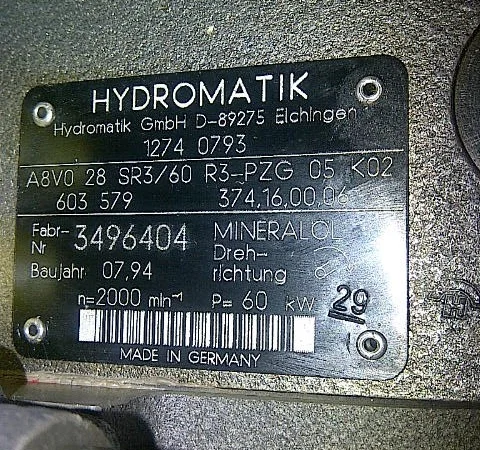 HYDROMATIK
Hydromatik GmbH D-89275 Elchingen
1274 0793
A8V0 28 SR3/60 R3-PZG 05 K02
603 579 374,16,00,06
Fabr-Nr 3496404 MINERALÖL
Baujahr 07,94 Dreh-richtung
n=2000 min⁻¹ P= 60 kW 29
MADE IN GERMANY